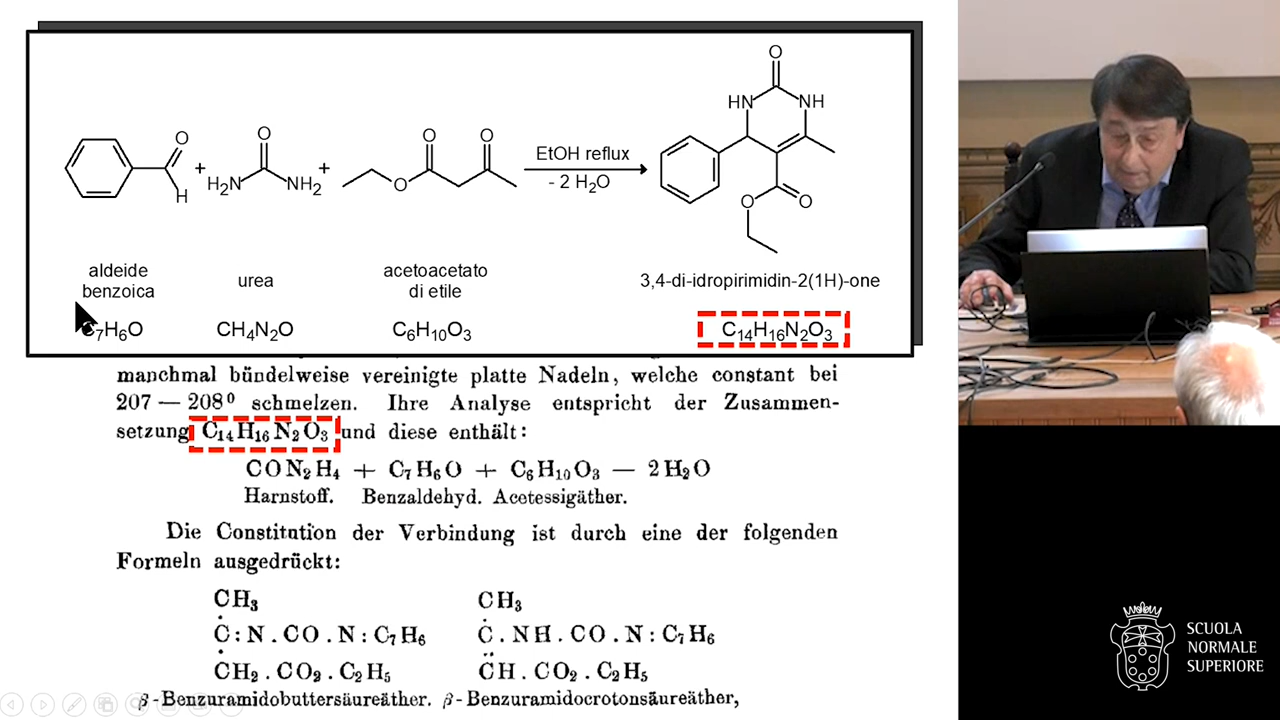 O
HN
NH
O
H
+
O
H₂N
NH₂
+
O
O
O
EtOH reflux
- 2 H₂O
O
O
aldeide
benzoica
urea
acetoacetato
di etile
3,4-di-idropirimidin-2(1H)-one
C₇H₆O
CH₄N₂O
C₆H₁₀O₃
C₁₄H₁₆N₂O₃
manchmal bündelweise vereinigte platte Nadeln, welche constant bei
207 — 208⁰ schmelzen. Ihre Analyse entspricht der Zusammen-
setzung C₁₄H₁₆N₂O₃ und diese enthält:
CON₂H₄ + C₇H₆O + C₆H₁₀O₃ — 2H₂O
Harnstoff. Benzaldehyd. Acetessigäther.
Die Constitution der Verbindung ist durch eine der folgenden
Formeln ausgedrückt:
CH₃ CH₃
C:N.CO.N:C₇H₆ C.NH.CO.N:C₇H₆
CH₂.CO₂.C₂H₅ CH.CO₂.C₂H₅
β-Benzuramidobuttersäureäther. β-Benzuramidocrotonsäureäther,
SCUOLA
NORMALE
SUPERIORE